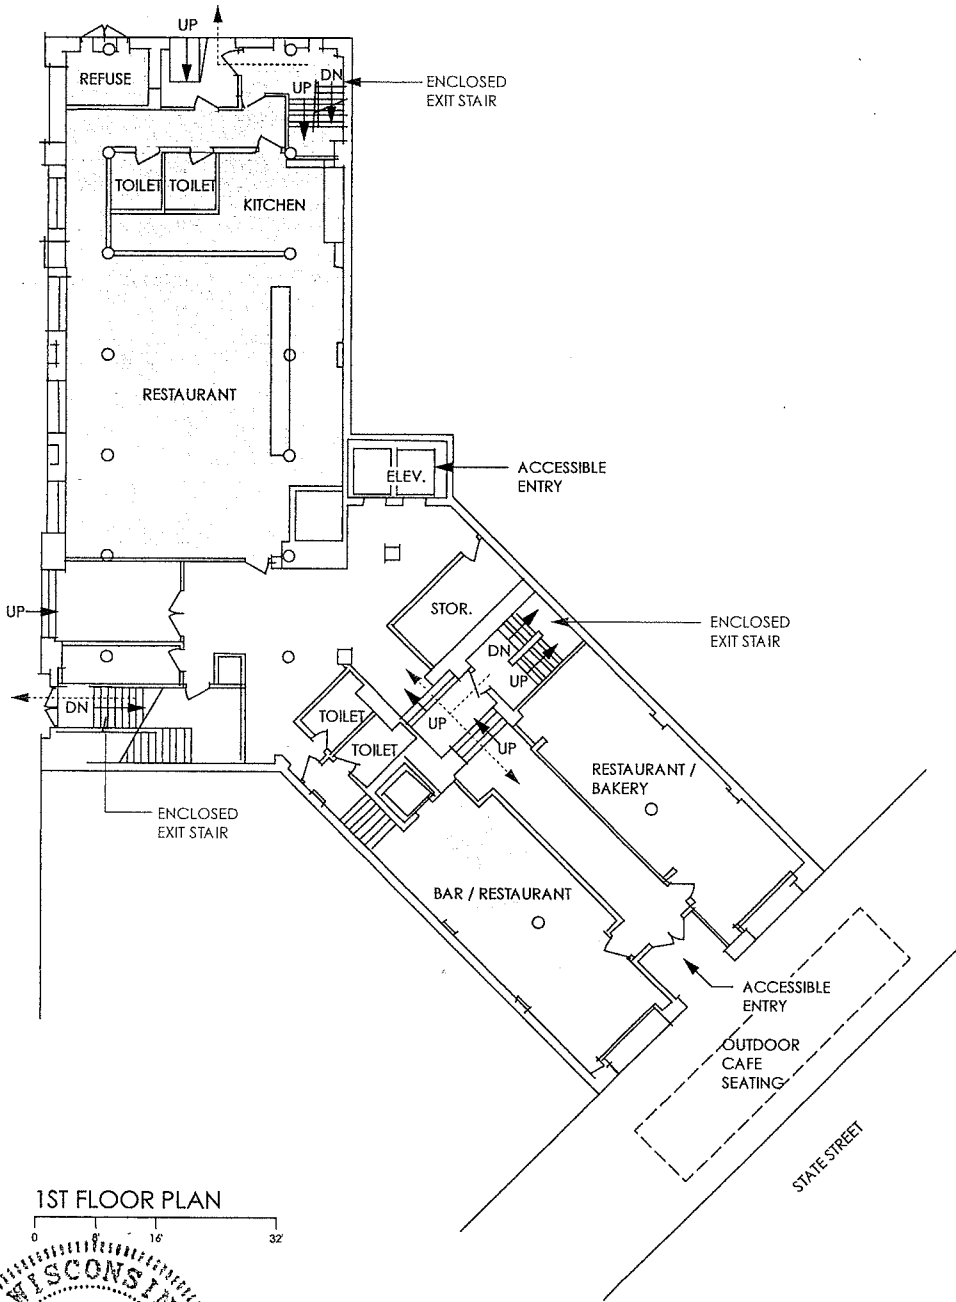 UP
REFUSE
DN
UP
ENCLOSED
EXIT STAIR
TOILET
TOILET
KITCHEN
RESTAURANT
ELEV.
ACCESSIBLE
ENTRY
UP
STOR.
ENCLOSED
EXIT STAIR
DN
UP
DN
TOILET
UP
TOILET
UP
RESTAURANT /
BAKERY
ENCLOSED
EXIT STAIR
BAR / RESTAURANT
ACCESSIBLE
ENTRY
OUTDOOR
CAFE
SEATING
STATE STREET
1ST FLOOR PLAN
0 8' 16' 32'
WISCONSIN